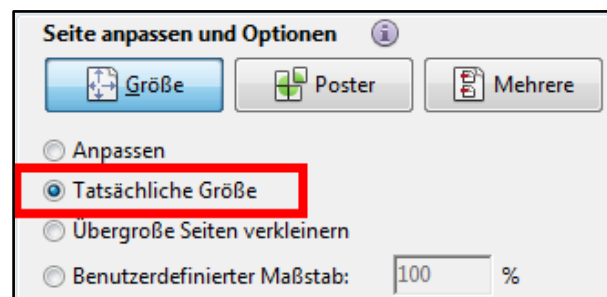 Seite anpassen und Optionen i
Größe Poster Mehrere
Anpassen
Tatsächliche Größe
Übergroße Seiten verkleinern
Benutzerdefinierter Maßstab: 100 %